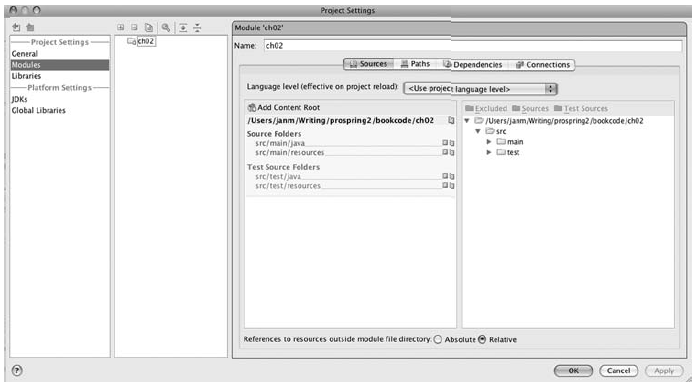 Project Settings
Project Settings
General
Modules
Libraries
Platform Settings
JDKs
Global Libraries
ch02
Module 'ch02'
Name: ch02
Sources Paths Dependencies Connections
Language level (effective on project reload): <Use project language level>
Add Content Root
/Users/janm/Writing/prospring2/bookcode/ch02
Source Folders
src/main/java
src/main/resources
Test Source Folders
src/test/java
src/test/resources
Excluded Sources Test Sources
/Users/janm/Writing/prospring2/bookcode/ch02
src
main
test
References to resources outside module file directory: Absolute Relative
?
OK Cancel Apply